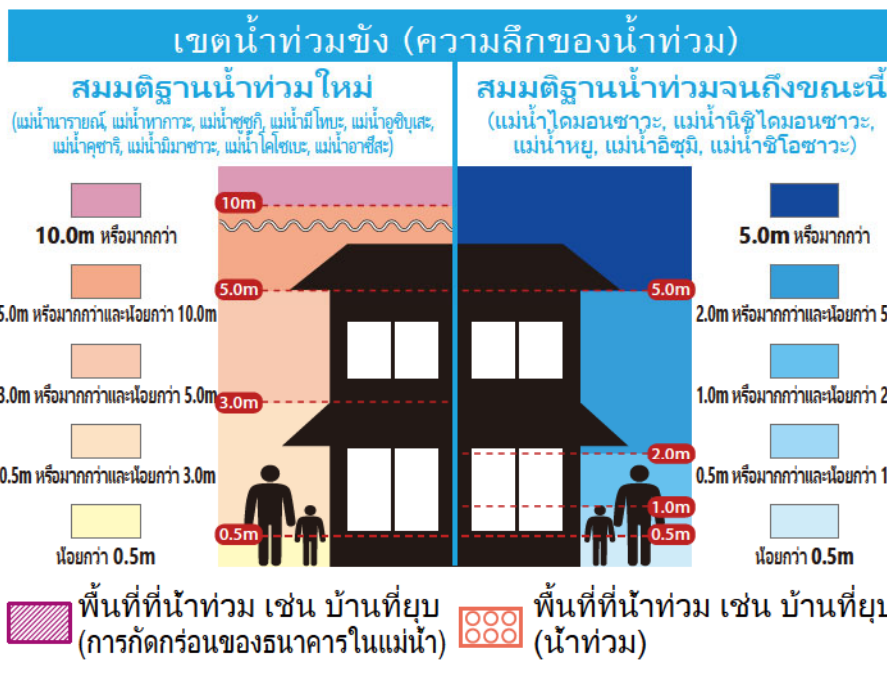 เขตน้ำท่วมขัง (ความลึกของน้ำท่วม)
สมมติฐานน้ำท่วมใหม่
(แม่น้ำนารายณ์, แม่น้ำทากาวะ, แม่น้ำซูซูกิ, แม่น้ำมีโทบะ, แม่น้ำอูชิบุเสะ,
แม่น้ำคุซาริ, แม่น้ำมิมาซาวะ, แม่น้ำโคโซเบะ, แม่น้ำอาซึสะ)
10.0m หรือมากกว่า
5.0m หรือมากกว่าและน้อยกว่า 10.0m
3.0m หรือมากกว่าและน้อยกว่า 5.0m
0.5m หรือมากกว่าและน้อยกว่า 3.0m
น้อยกว่า 0.5m
10m
5.0m
3.0m
0.5m
สมมติฐานน้ำท่วมจนถึงขณะนี้
(แม่น้ำไดมอนซาวะ, แม่น้ำนิชิไดมอนซาวะ,
แม่น้ำหยู, แม่น้ำอิซุมิ, แม่น้ำชิโอซาวะ)
5.0m
2.0m
1.0m
0.5m
5.0m หรือมากกว่า
2.0m หรือมากกว่าและน้อยกว่า 5
1.0m หรือมากกว่าและน้อยกว่า 2
0.5m หรือมากกว่าและน้อยกว่า 1
น้อยกว่า 0.5m
พื้นที่ที่น้ำท่วม เช่น บ้านที่ยุบ
(การกัดกร่อนของธนาคารในแม่น้ำ)
พื้นที่ที่น้ำท่วม เช่น บ้านที่ยุบ
(น้ำท่วม)